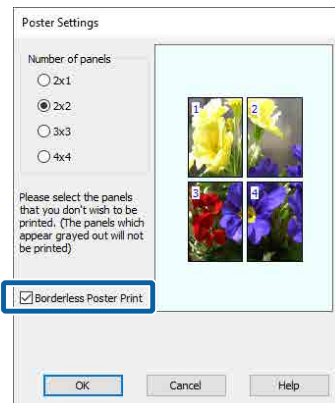 Poster Settings
Number of panels
2x1
2x2
3x3
4x4
Please select the panels
that you don't wish to be
printed. (The panels which
appear grayed out will not
be printed)
Borderless Poster Print
1
2
3
4
OK
Cancel
Help